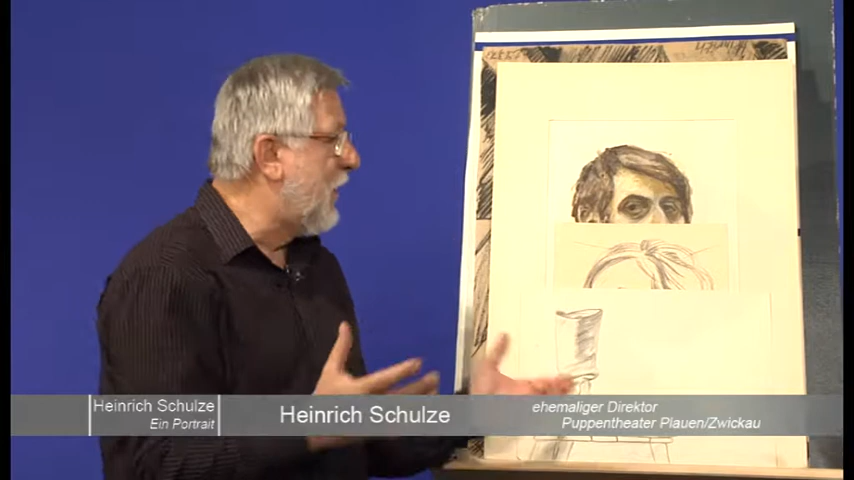 Heinrich Schulze
Ein Portrait
Heinrich Schulze
ehemaliger Direktor
Puppentheater Plauen/Zwickau